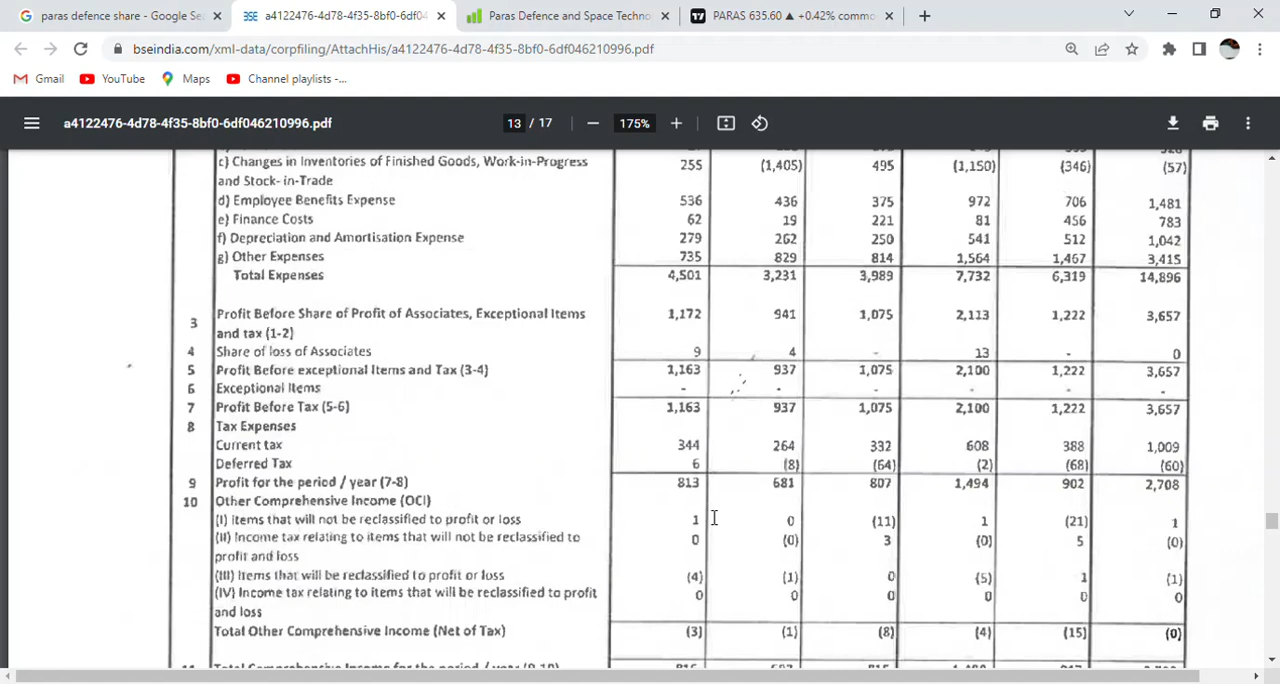 paras defence share - Google Se
a4122476-4d78-4f35-8bf0-6df04
Paras Defence and Space Techno
PARAS 635.60 ▲ +0.42% commo
bseindia.com/xml-data/corpfiling/AttachHis/a4122476-4d78-4f35-8bf0-6df046210996.pdf
Gmail YouTube Maps Channel playlists -...
a4122476-4d78-4f35-8bf0-6df046210996.pdf 13 / 17 175%
c) Changes in Inventories of Finished Goods, Work-in-Progress 255 (1,405) 495 (1,150) (346) (57)
and Stock- in-Trade
d) Employee Benefits Expense 536 436 375 972 706 1,481
e) Finance Costs 62 19 221 81 456 783
f) Depreciation and Amortisation Expense 279 262 250 541 512 1,042
g) Other Expenses 735 829 814 1,564 1,467 3,415
Total Expenses 4,501 3,231 3,989 7,732 6,319 14,896
3 Profit Before Share of Profit of Associates, Exceptional Items 1,172 941 1,075 2,113 1,222 3,657
and tax (1-2)
4 Share of loss of Associates 9 4 - 13 - 0
5 Profit Before exceptional Items and Tax (3-4) 1,163 937 1,075 2,100 1,222 3,657
6 Exceptional Items - - - - - -
7 Profit Before Tax (5-6) 1,163 937 1,075 2,100 1,222 3,657
8 Tax Expenses
Current tax 344 264 332 608 388 1,009
Deferred Tax 6 (8) (64) (2) (68) (60)
9 Profit for the period / year (7-8) 813 681 807 1,494 902 2,708
10 Other Comprehensive Income (OCI)
(I) Items that will not be reclassified to profit or loss 1 0 (11) 1 (21) 1
(II) Income tax relating to items that will not be reclassified to 0 (0) 3 (0) 5 (0)
profit and loss
(III) Items that will be reclassified to profit or loss (4) (1) 0 (5) 1 (1)
(IV) Income tax relating to items that will be reclassified to profit 0 0 0 0 0 0
and loss
Total Other Comprehensive Income (Net of Tax) (3) (1) (8) (4) (15) (0)